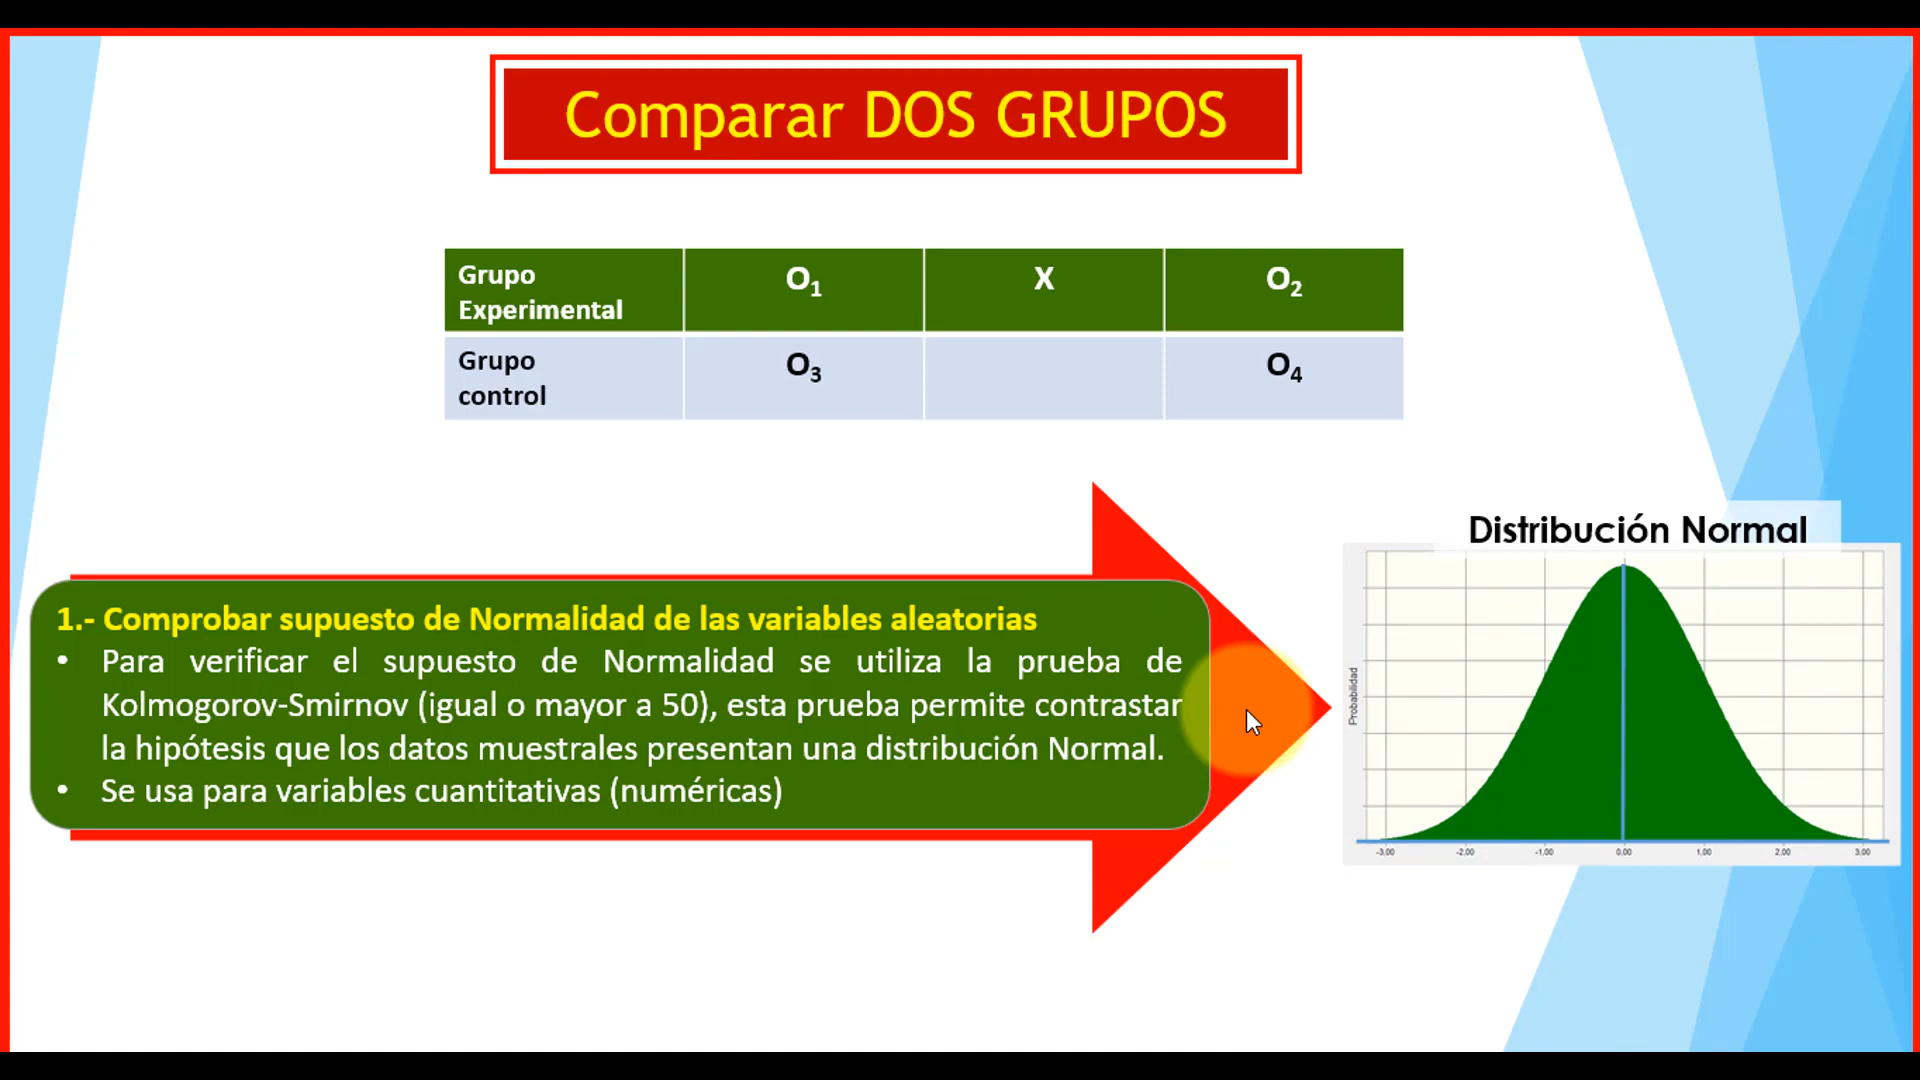 Comparar DOS GRUPOS
Grupo Experimental O1 X O2
Grupo control O3 O4
Distribución Normal
1.- Comprobar supuesto de Normalidad de las variables aleatorias
• Para verificar el supuesto de Normalidad se utiliza la prueba de
Kolmogorov-Smirnov (igual o mayor a 50), esta prueba permite contrastar
la hipótesis que los datos muestrales presentan una distribución Normal.
• Se usa para variables cuantitativas (numéricas)
Probabilidad
-3,00 -2,00 -1,00 0,00 1,00 2,00 3,00